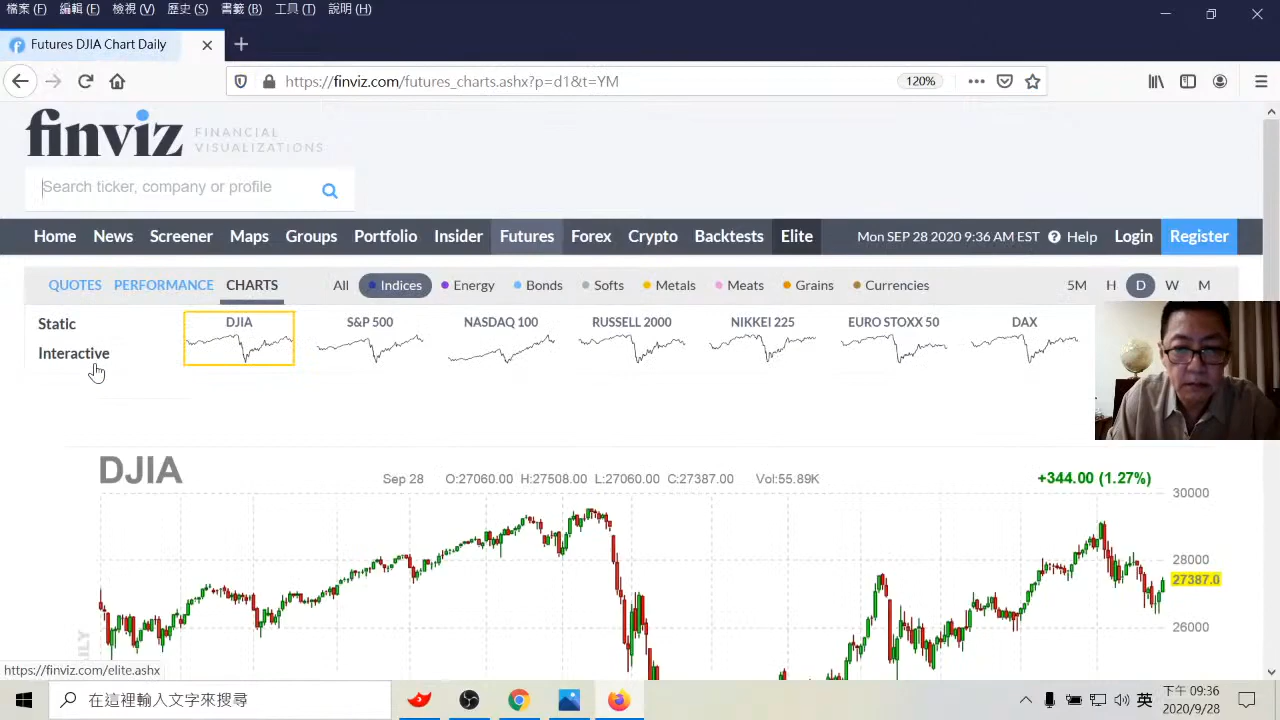 檔案(F) 編輯(E) 檢視(V) 歷史(S) 書籤(B) 工具(T) 說明(H)
Futures DJIA Chart Daily
https://finviz.com/futures_charts.ashx?p=d1&t=YM
120%
finviz FINANCIAL
VISUALIZATIONS
Search ticker, company or profile
Home News Screener Maps Groups Portfolio Insider Futures Forex Crypto Backtests Elite Mon SEP 28 2020 9:36 AM EST Help Login Register
QUOTES PERFORMANCE CHARTS All Indices Energy Bonds Softs Metals Meats Grains Currencies 5M H D W M
Static
Interactive
DJIA S&P 500 NASDAQ 100 RUSSELL 2000 NIKKEI 225 EURO STOXX 50 DAX
DJIA Sep 28 O:27060.00 H:27508.00 L:27060.00 C:27387.00 Vol:55.89K +344.00 (1.27%)
30000
28000
27387.0
26000
https://finviz.com/elite.ashx
在這裡輸入文字來搜尋
英
下午 09:36
2020/9/28